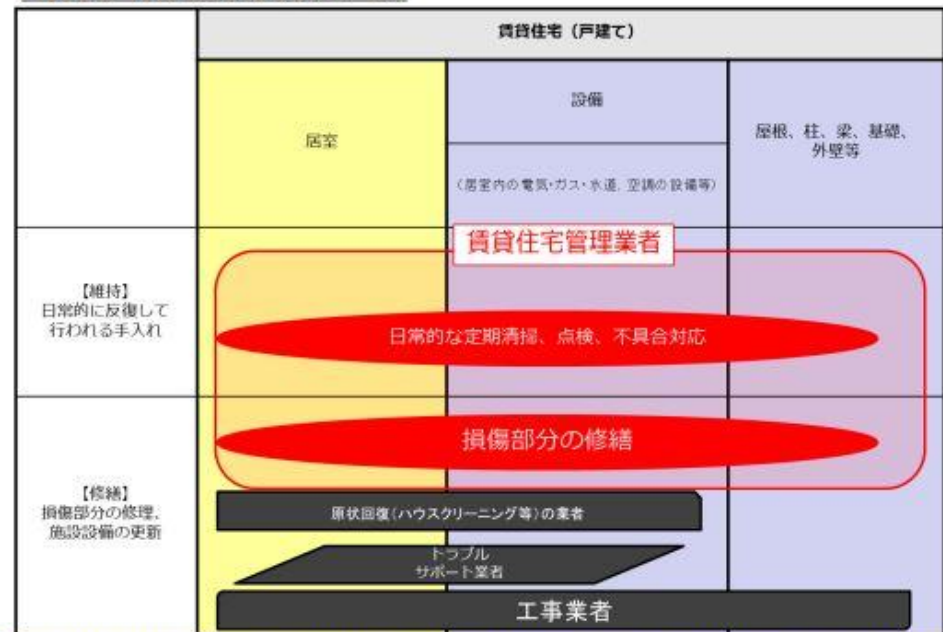 賃貸住宅（戸建て）
居室
設備
（居室内の電気・ガス・水道、空調の設備等）
屋根、柱、梁、基礎、
外壁等
賃貸住宅管理業者
【維持】
日常的に反復して
行われる手入れ
日常的な定期清掃、点検、不具合対応
損傷部分の修繕
【修繕】
損傷部分の修理、
施設設備の更新
原状回復（ハウスクリーニング等）の業者
トラブル
サポート業者
工事業者